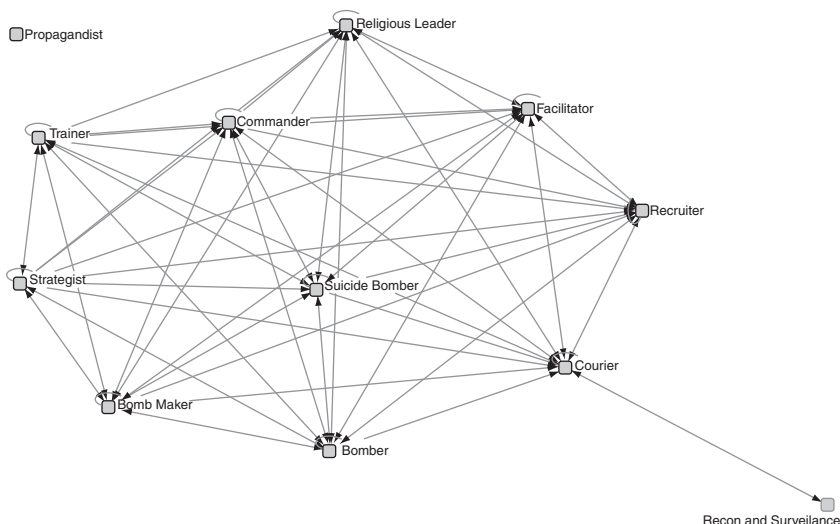 Religious Leader
Propagandist
Facilitator
Commander
Trainer
Recruiter
Strategist
Suicide Bomber
Courier
Bomb Maker
Bomber
Recon and Surveilance